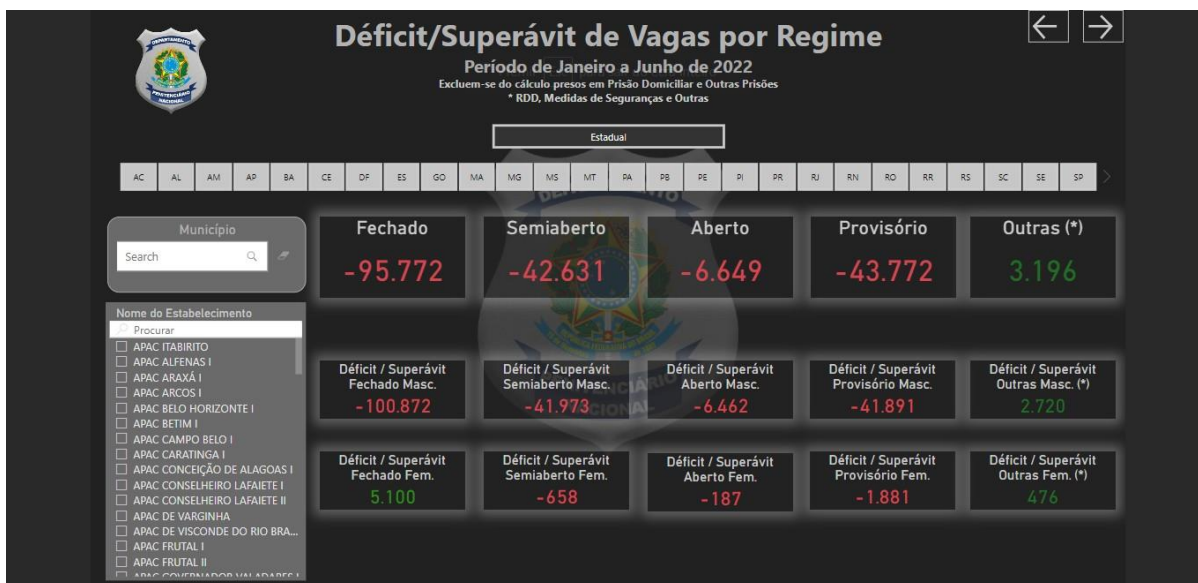 Déficit/Superávit de Vagas por Regime
Período de Janeiro a Junho de 2022
Excluem-se do cálculo presos em Prisão Domiciliar e Outras Prisões
* RDD, Medidas de Seguranças e Outras
DEPARTAMENTO
PENITENCIÁRIO
NACIONAL
Estadual
AC AL AM AP BA CE DF ES GO MA MG MS MT PA PB PE PI PR RJ RN RO RR RS SC SE SP
Município
Search
Nome do Estabelecimento
Procurar
APAC ITABIRITO
APAC ALFENAS I
APAC ARAXÁ I
APAC ARCOS I
APAC BELO HORIZONTE I
APAC BETIM I
APAC CAMPO BELO I
APAC CARATINGA I
APAC CONCEIÇÃO DE ALAGOAS I
APAC CONSELHEIRO LAFAIETE I
APAC CONSELHEIRO LAFAIETE II
APAC DE VARGINHA
APAC DE VISCONDE DO RIO BRA...
APAC FRUTAL I
APAC FRUTAL II
APAC GOVERNADOR VALADARES I
Fechado
-95.772
Semiaberto
-42.631
Aberto
-6.649
Provisório
-43.772
Outras (*)
3.196
Déficit / Superávit
Fechado Masc.
-100.872
Déficit / Superávit
Semiaberto Masc.
-41.973
Déficit / Superávit
Aberto Masc.
-6.462
Déficit / Superávit
Provisório Masc.
-41.891
Déficit / Superávit
Outras Masc. (*)
2.720
Déficit / Superávit
Fechado Fem.
5.100
Déficit / Superávit
Semiaberto Fem.
-658
Déficit / Superávit
Aberto Fem.
-187
Déficit / Superávit
Provisório Fem.
-1.881
Déficit / Superávit
Outras Fem. (*)
476